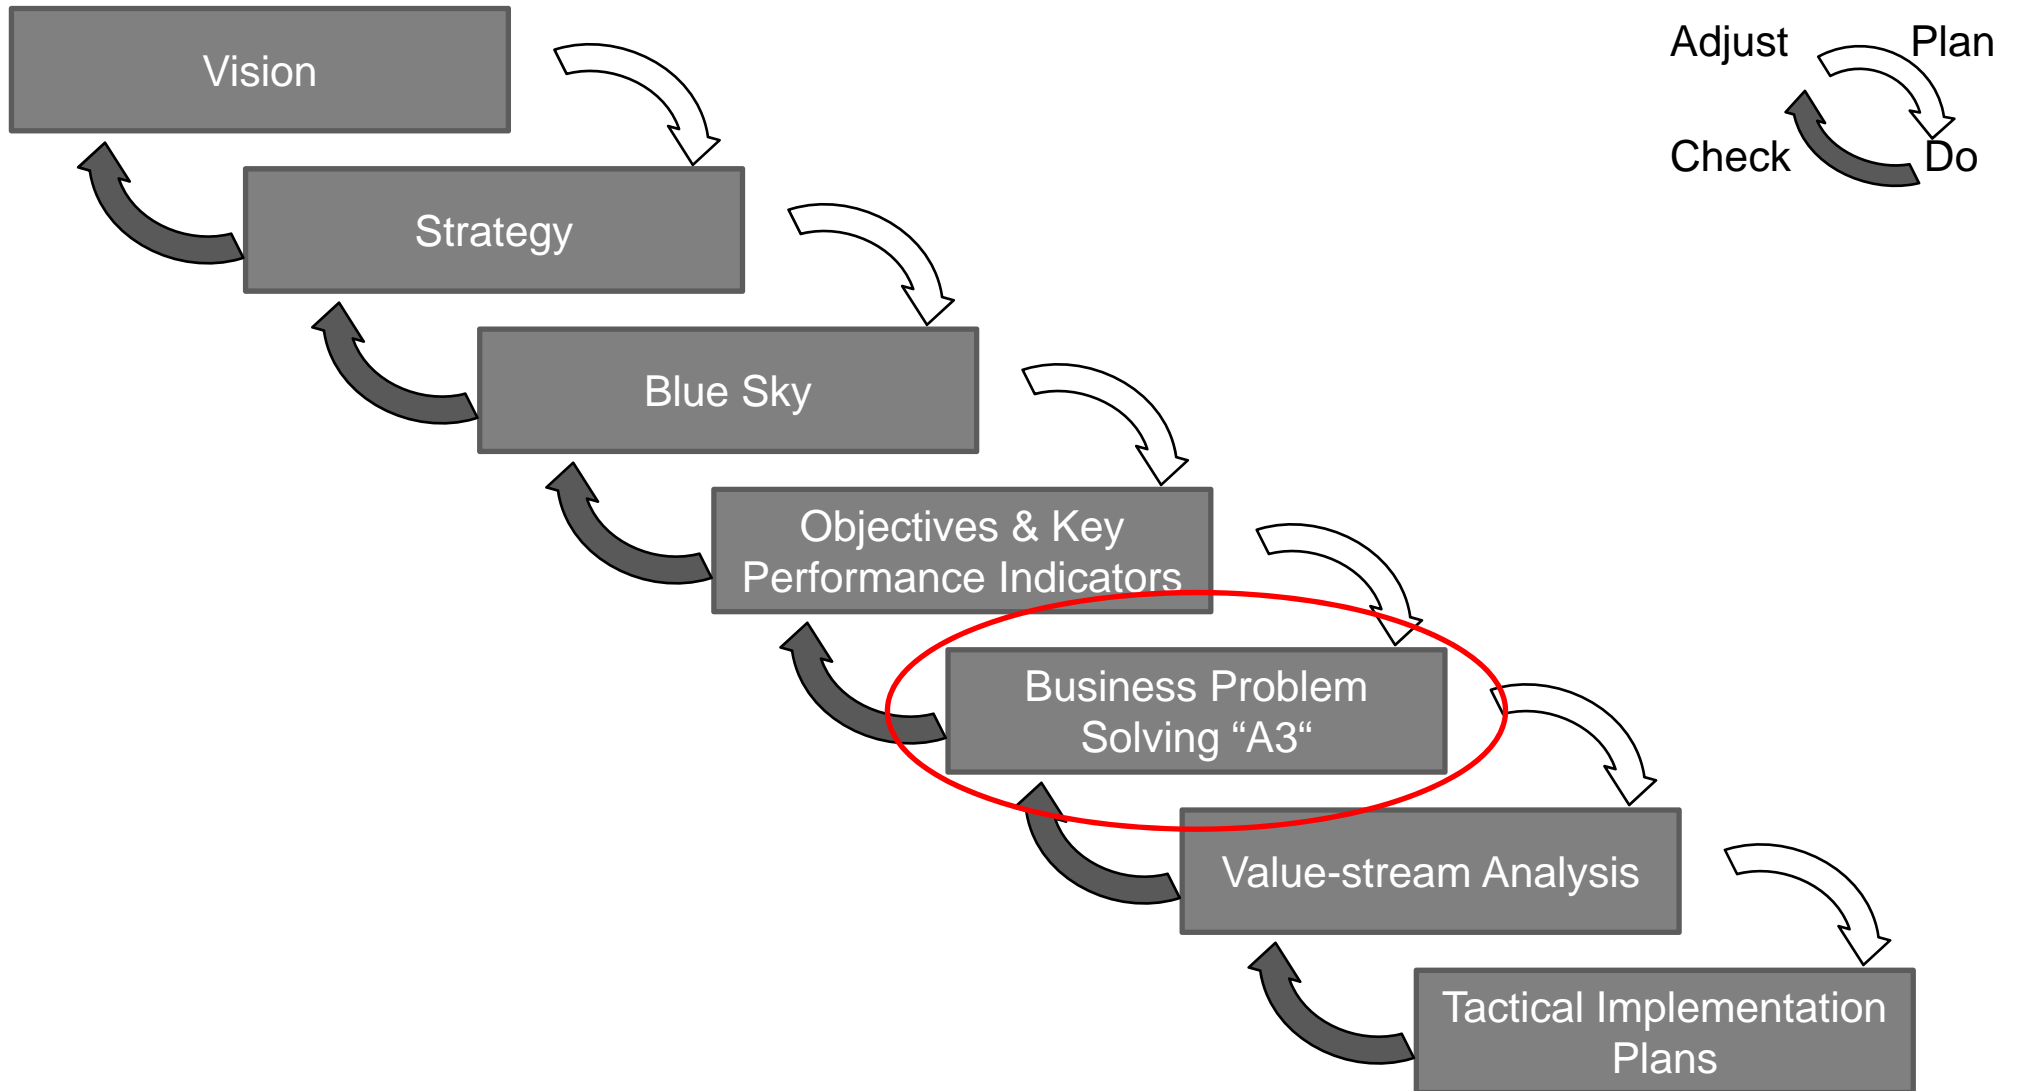 Vision
Adjust
Plan
Check
Do
Strategy
Blue Sky
Objectives & Key
Performance Indicators
Business Problem
Solving “A3“
Value-stream Analysis
Tactical Implementation
Plans